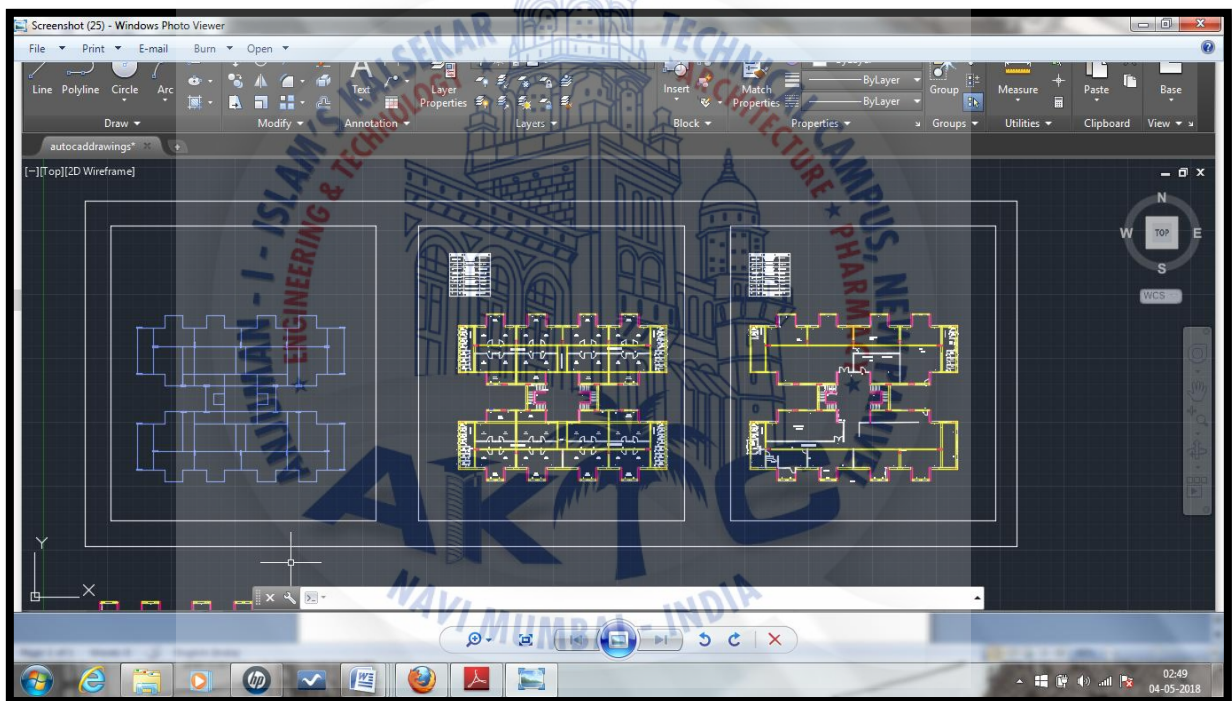 Screenshot (25) - Windows Photo Viewer
File Print E-mail Burn Open
Line Polyline Circle Arc Text Layer Properties Insert Match Properties ByLayer ByLayer Group Measure Paste Base
Draw Modify Annotation Layers Block Properties Groups Utilities Clipboard View
autocaddrawings*
[-][Top][2D Wireframe]
N
W TOP E
S
WCS
Y
X
ANJUMAN - I - ISLAM'S KALSEKAR TECHNICAL CAMPUS, NEW PANVEL
ENGINEERING & TECHNOLOGY ARCHITECTURE PHARMACY
AKTC
NAVI MUMBAI - INDIA
hp
02:49
04-05-2018